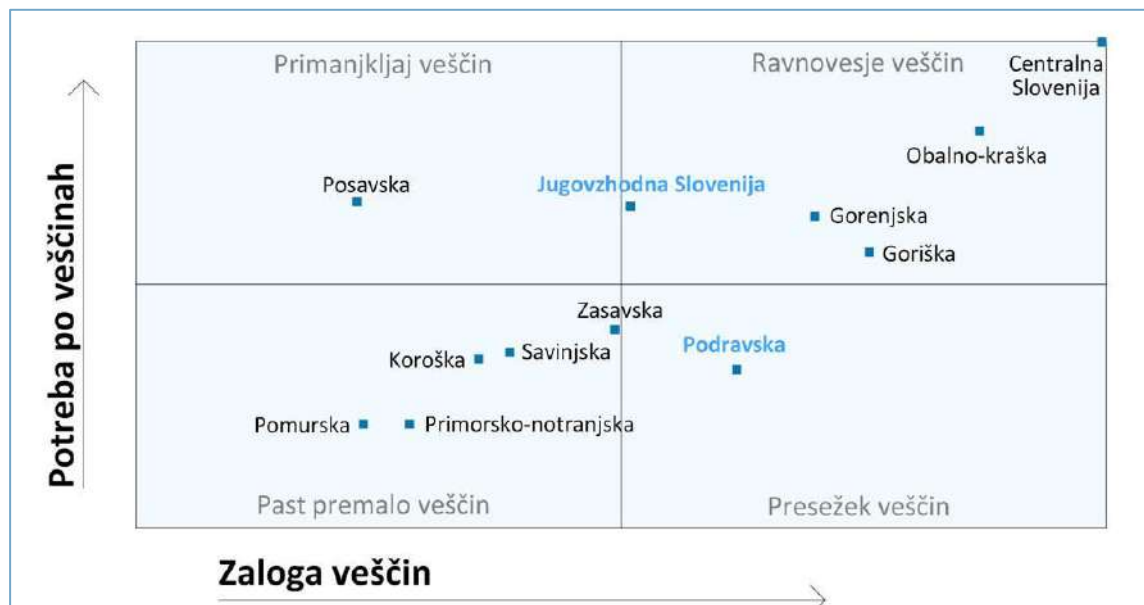 Primanjkljaj veščin
Ravnovesje veščin
Centralna
Slovenija
Obalno-kraška
Posavska
Jugovzhodna Slovenija
Gorenjska
Goriška
Potreba po veščinah
Zasavska
Koroška
Savinjska
Podravska
Pomurska
Primorsko-notranjska
Past premalo veščin
Presežek veščin
Zaloga veščin